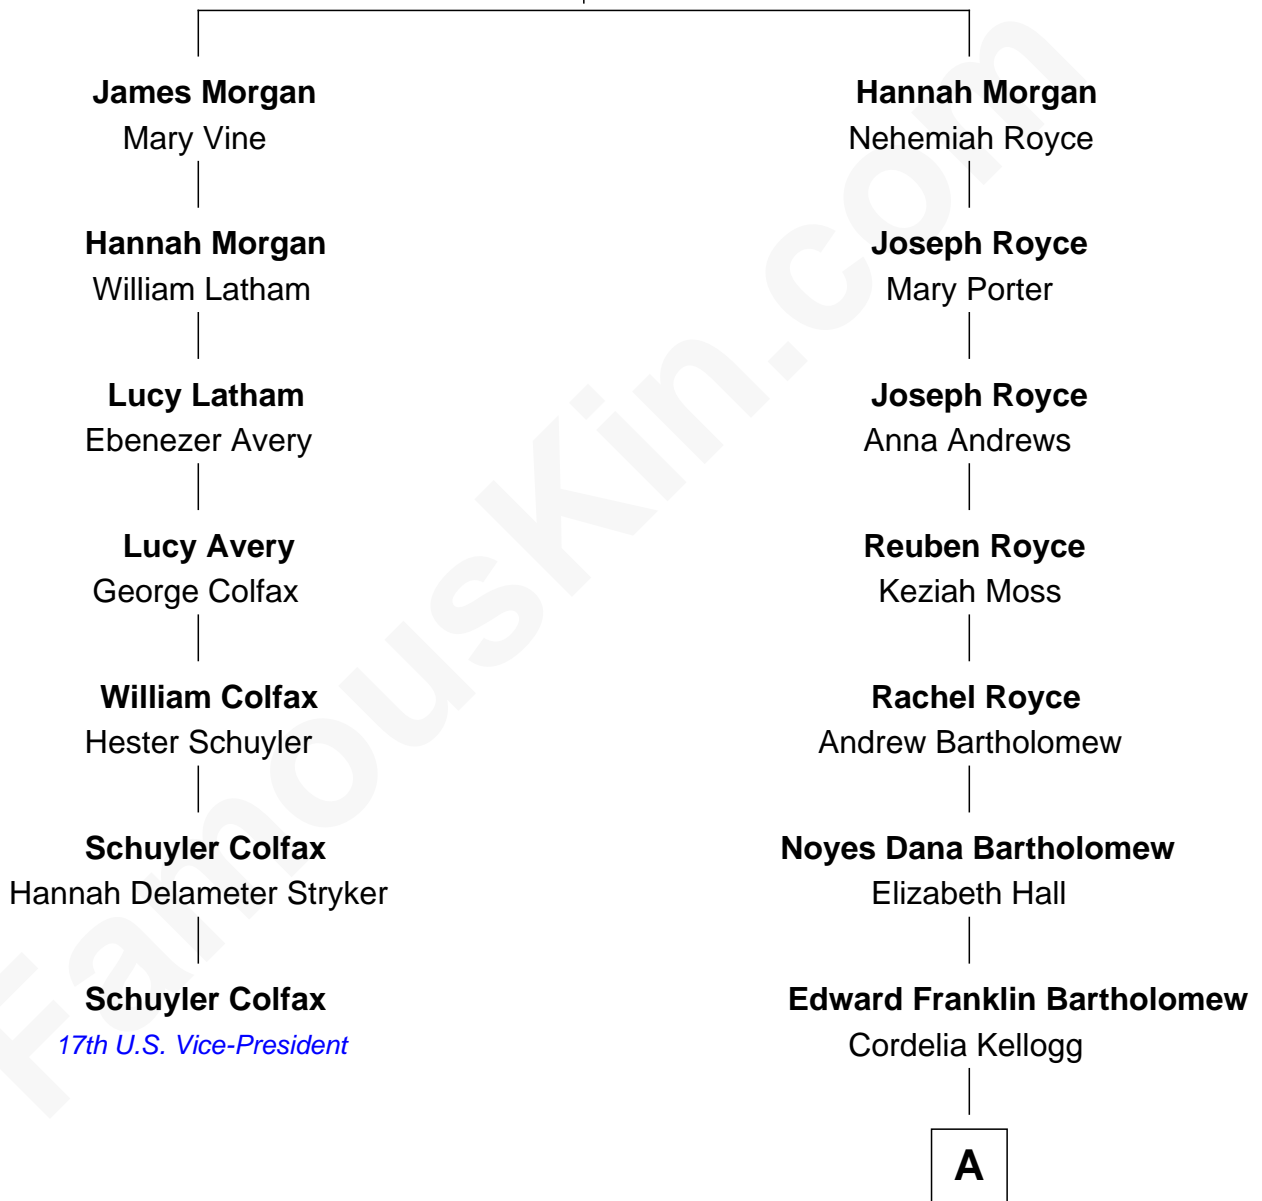 James Morgan
Mary Vine
Hannah Morgan
William Latham
Lucy Latham
Ebenezer Avery
Lucy Avery
George Colfax
William Colfax
Hester Schuyler
Schuyler Colfax
Hannah Delameter Stryker
Schuyler Colfax
17th U.S. Vice-President
Hannah Morgan
Nehemiah Royce
Joseph Royce
Mary Porter
Joseph Royce
Anna Andrews
Reuben Royce
Keziah Moss
Rachel Royce
Andrew Bartholomew
Noyes Dana Bartholomew
Elizabeth Hall
Edward Franklin Bartholomew
Cordelia Kellogg
A
FamousKin.com